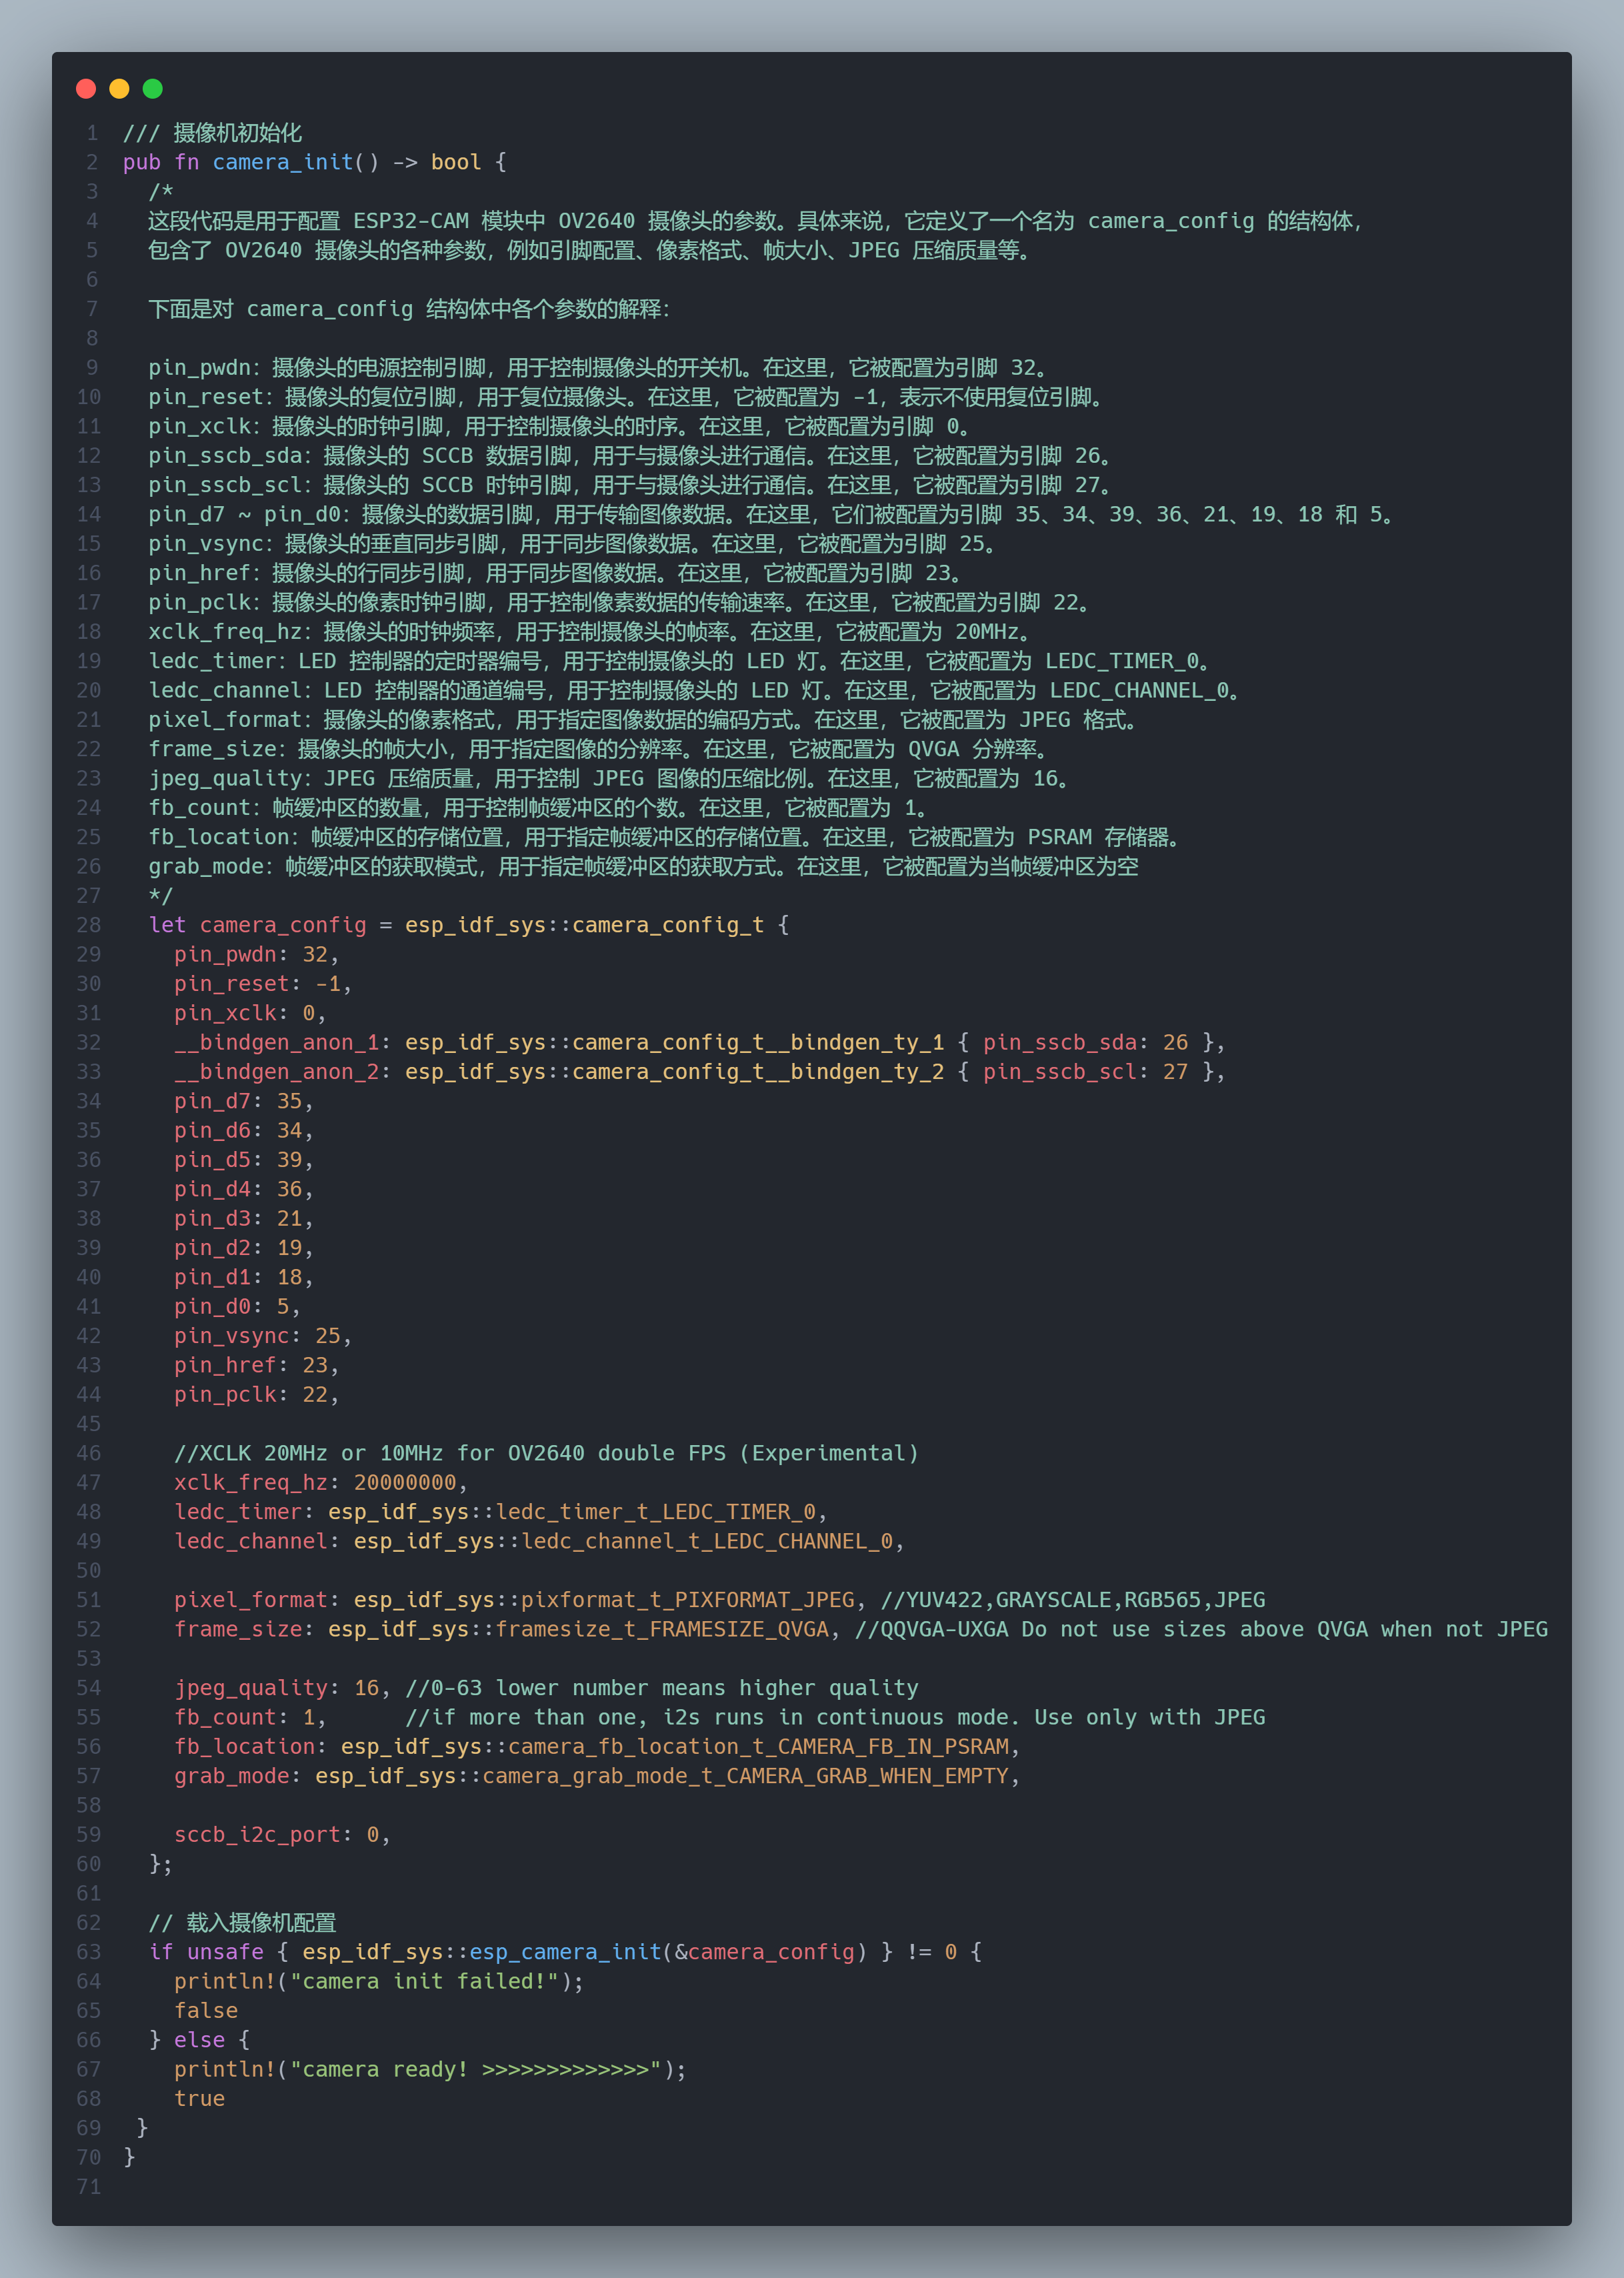 1 /// 摄像机初始化
2 pub fn camera_init() -> bool {
3 /*
4 这段代码是用于配置 ESP32-CAM 模块中 OV2640 摄像头的参数。具体来说，它定义了一个名为 camera_config 的结构体，
5 包含了 OV2640 摄像头的各种参数，例如引脚配置、像素格式、帧大小、JPEG 压缩质量等。
6
7 下面是对 camera_config 结构体中各个参数的解释：
8
9 pin_pwdn：摄像头的电源控制引脚，用于控制摄像头的开关机。在这里，它被配置为引脚 32。
10 pin_reset：摄像头的复位引脚，用于复位摄像头。在这里，它被配置为 -1，表示不使用复位引脚。
11 pin_xclk：摄像头的时钟引脚，用于控制摄像头的时序。在这里，它被配置为引脚 0。
12 pin_sscb_sda：摄像头的 SCCB 数据引脚，用于与摄像头进行通信。在这里，它被配置为引脚 26。
13 pin_sscb_scl：摄像头的 SCCB 时钟引脚，用于与摄像头进行通信。在这里，它被配置为引脚 27。
14 pin_d7 ~ pin_d0：摄像头的数据引脚，用于传输图像数据。在这里，它们被配置为引脚 35、34、39、36、21、19、18 和 5。
15 pin_vsync：摄像头的垂直同步引脚，用于同步图像数据。在这里，它被配置为引脚 25。
16 pin_href：摄像头的行同步引脚，用于同步图像数据。在这里，它被配置为引脚 23。
17 pin_pclk：摄像头的像素时钟引脚，用于控制像素数据的传输速率。在这里，它被配置为引脚 22。
18 xclk_freq_hz：摄像头的时钟频率，用于控制摄像头的帧率。在这里，它被配置为 20MHz。
19 ledc_timer：LED 控制器的定时器编号，用于控制摄像头的 LED 灯。在这里，它被配置为 LEDC_TIMER_0。
20 ledc_channel：LED 控制器的通道编号，用于控制摄像头的 LED 灯。在这里，它被配置为 LEDC_CHANNEL_0。
21 pixel_format：摄像头的像素格式，用于指定图像数据的编码方式。在这里，它被配置为 JPEG 格式。
22 frame_size：摄像头的帧大小，用于指定图像的分辨率。在这里，它被配置为 QVGA 分辨率。
23 jpeg_quality：JPEG 压缩质量，用于控制 JPEG 图像的压缩比例。在这里，它被配置为 16。
24 fb_count：帧缓冲区的数量，用于控制帧缓冲区的个数。在这里，它被配置为 1。
25 fb_location：帧缓冲区的存储位置，用于指定帧缓冲区的存储位置。在这里，它被配置为 PSRAM 存储器。
26 grab_mode：帧缓冲区的获取模式，用于指定帧缓冲区的获取方式。在这里，它被配置为当帧缓冲区为空
27 */
28 let camera_config = esp_idf_sys::camera_config_t {
29 pin_pwdn: 32,
30 pin_reset: -1,
31 pin_xclk: 0,
32 __bindgen_anon_1: esp_idf_sys::camera_config_t__bindgen_ty_1 { pin_sscb_sda: 26 },
33 __bindgen_anon_2: esp_idf_sys::camera_config_t__bindgen_ty_2 { pin_sscb_scl: 27 },
34 pin_d7: 35,
35 pin_d6: 34,
36 pin_d5: 39,
37 pin_d4: 36,
38 pin_d3: 21,
39 pin_d2: 19,
40 pin_d1: 18,
41 pin_d0: 5,
42 pin_vsync: 25,
43 pin_href: 23,
44 pin_pclk: 22,
45
46 //XCLK 20MHz or 10MHz for OV2640 double FPS (Experimental)
47 xclk_freq_hz: 20000000,
48 ledc_timer: esp_idf_sys::ledc_timer_t_LEDC_TIMER_0,
49 ledc_channel: esp_idf_sys::ledc_channel_t_LEDC_CHANNEL_0,
50
51 pixel_format: esp_idf_sys::pixformat_t_PIXFORMAT_JPEG, //YUV422,GRAYSCALE,RGB565,JPEG
52 frame_size: esp_idf_sys::framesize_t_FRAMESIZE_QVGA, //QQVGA-UXGA Do not use sizes above QVGA when not JPEG
53
54 jpeg_quality: 16, //0-63 lower number means higher quality
55 fb_count: 1, //if more than one, i2s runs in continuous mode. Use only with JPEG
56 fb_location: esp_idf_sys::camera_fb_location_t_CAMERA_FB_IN_PSRAM,
57 grab_mode: esp_idf_sys::camera_grab_mode_t_CAMERA_GRAB_WHEN_EMPTY,
58
59 sccb_i2c_port: 0,
60 };
61
62 // 载入摄像机配置
63 if unsafe { esp_idf_sys::esp_camera_init(&camera_config) } != 0 {
64 println!("camera init failed!");
65 false
66 } else {
67 println!("camera ready! >>>>>>>>>>>>>");
68 true
69 }
70 }
71